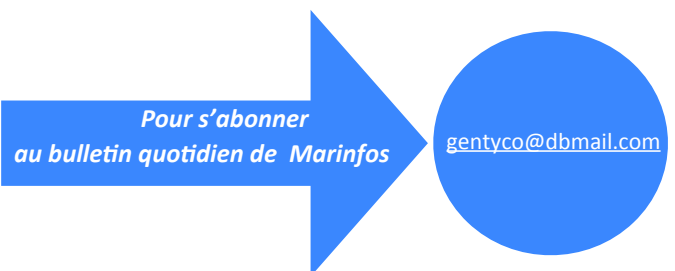 Pour s’abonner
au bulletin quotidien de Marinfos
gentyco@dbmail.com